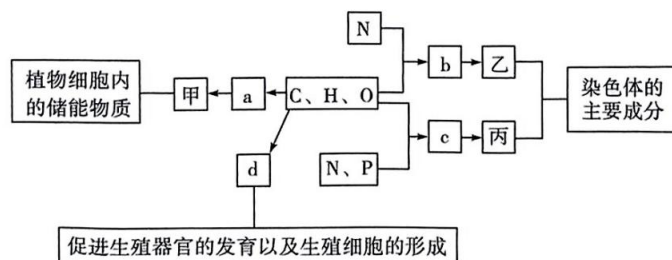 N
植物细胞内
的储能物质
甲
a
C、H、O
b
乙
染色体的
主要成分
d
N、P
c
丙
促进生殖器官的发育以及生殖细胞的形成